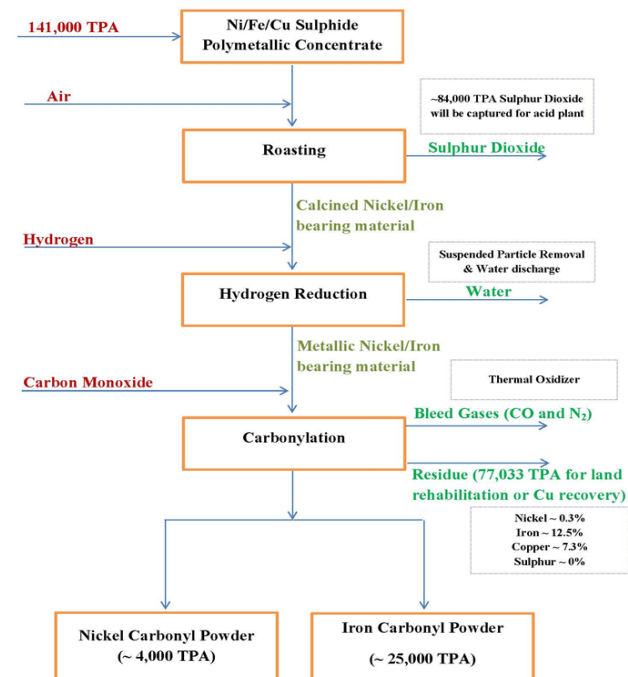 141,000 TPA
Ni/Fe/Cu Sulphide
Polymetallic Concentrate
Air
~84,000 TPA Sulphur Dioxide
will be captured for acid plant
Roasting
Sulphur Dioxide
Calcined Nickel/Iron
bearing material
Hydrogen
Suspended Particle Removal
& Water discharge
Hydrogen Reduction
Water
Metallic Nickel/Iron
bearing material
Carbon Monoxide
Thermal Oxidizer
Bleed Gases (CO and N₂)
Carbonylation
Residue (77,033 TPA for land
rehabilitation or Cu recovery)
Nickel ~ 0.3%
Iron ~ 12.5%
Copper ~ 7.3%
Sulphur ~ 0%
Nickel Carbonyl Powder
(~ 4,000 TPA)
Iron Carbonyl Powder
(~ 25,000 TPA)